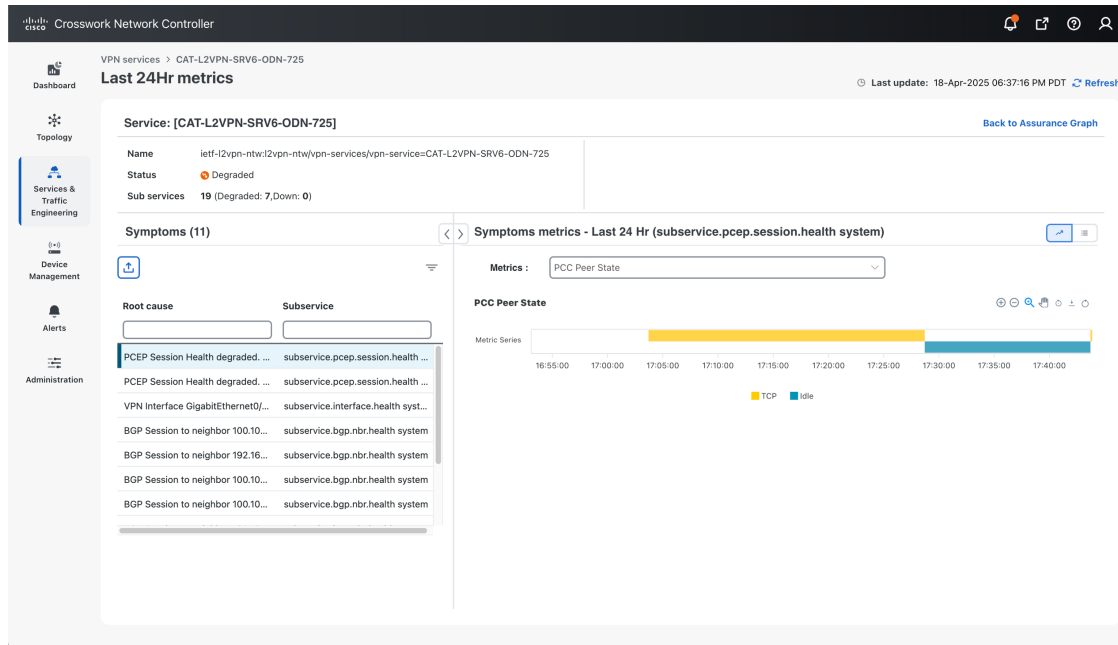 cisco Crosswork Network Controller
Dashboard
Topology
Services &
Traffic
Engineering
Device
Management
Alerts
Administration
VPN services > CAT-L2VPN-SRV6-ODN-725
Last 24Hr metrics
Last update: 18-Apr-2025 06:37:16 PM PDT Refresh
Service: [CAT-L2VPN-SRV6-ODN-725]
Back to Assurance Graph
Name ietf-l2vpn-ntw:l2vpn-ntw/vpn-services/vpn-service=CAT-L2VPN-SRV6-ODN-725
Status Degraded
Sub services 19 (Degraded: 7,Down: 0)
Symptoms (11)
Root cause Subservice
PCEP Session Health degraded. ... subservice.pcep.session.health ...
PCEP Session Health degraded. ... subservice.pcep.session.health ...
VPN Interface GigabitEthernet0/... subservice.interface.health syst...
BGP Session to neighbor 100.10... subservice.bgp.nbr.health system
BGP Session to neighbor 192.16... subservice.bgp.nbr.health system
BGP Session to neighbor 100.10... subservice.bgp.nbr.health system
BGP Session to neighbor 100.10... subservice.bgp.nbr.health system
Symptoms metrics - Last 24 Hr (subservice.pcep.session.health system)
Metrics : PCC Peer State
PCC Peer State
Metric Series
16:55:00 17:00:00 17:05:00 17:10:00 17:15:00 17:20:00 17:25:00 17:30:00 17:35:00 17:40:00
TCP Idle